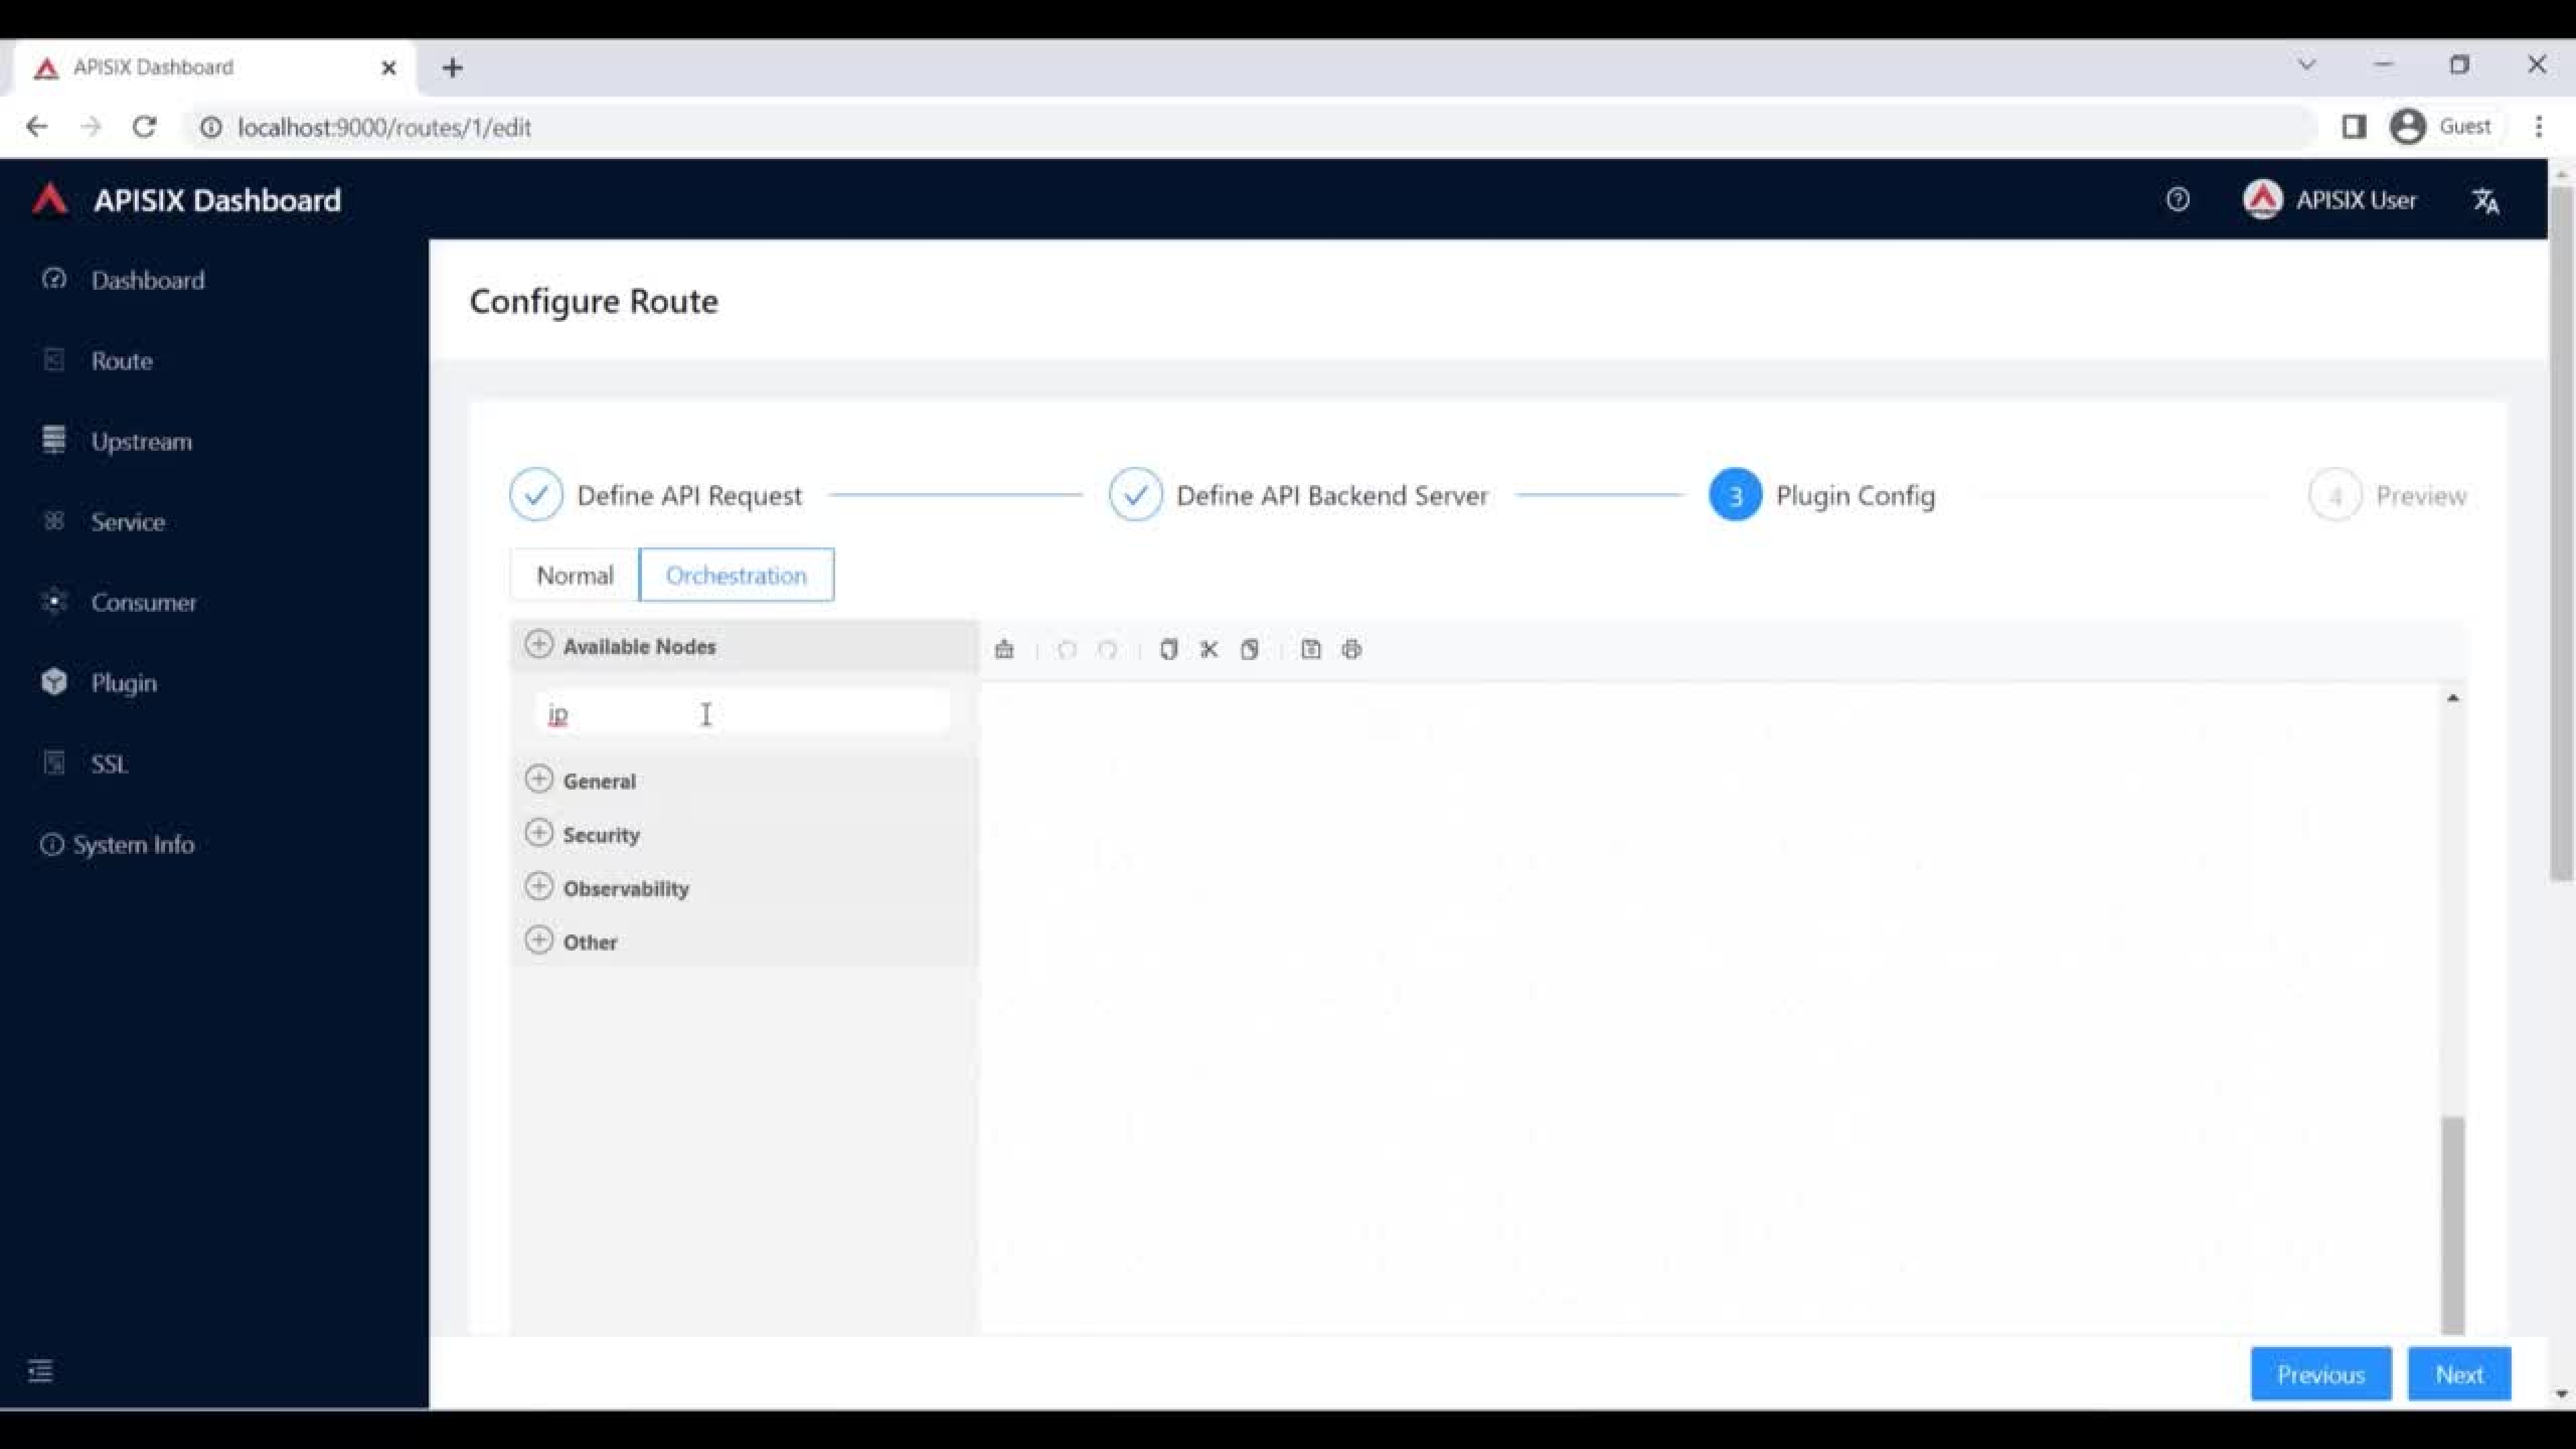 APISIX Dashboard
localhost:9000/routes/1/edit
Guest
APISIX Dashboard
APISIX User
Dashboard
Route
Upstream
Service
Consumer
Plugin
SSL
System Info
Configure Route
Define API Request
Define API Backend Server
3 Plugin Config
4 Preview
Normal
Orchestration
Available Nodes
ip
General
Security
Observability
Other
Previous
Next